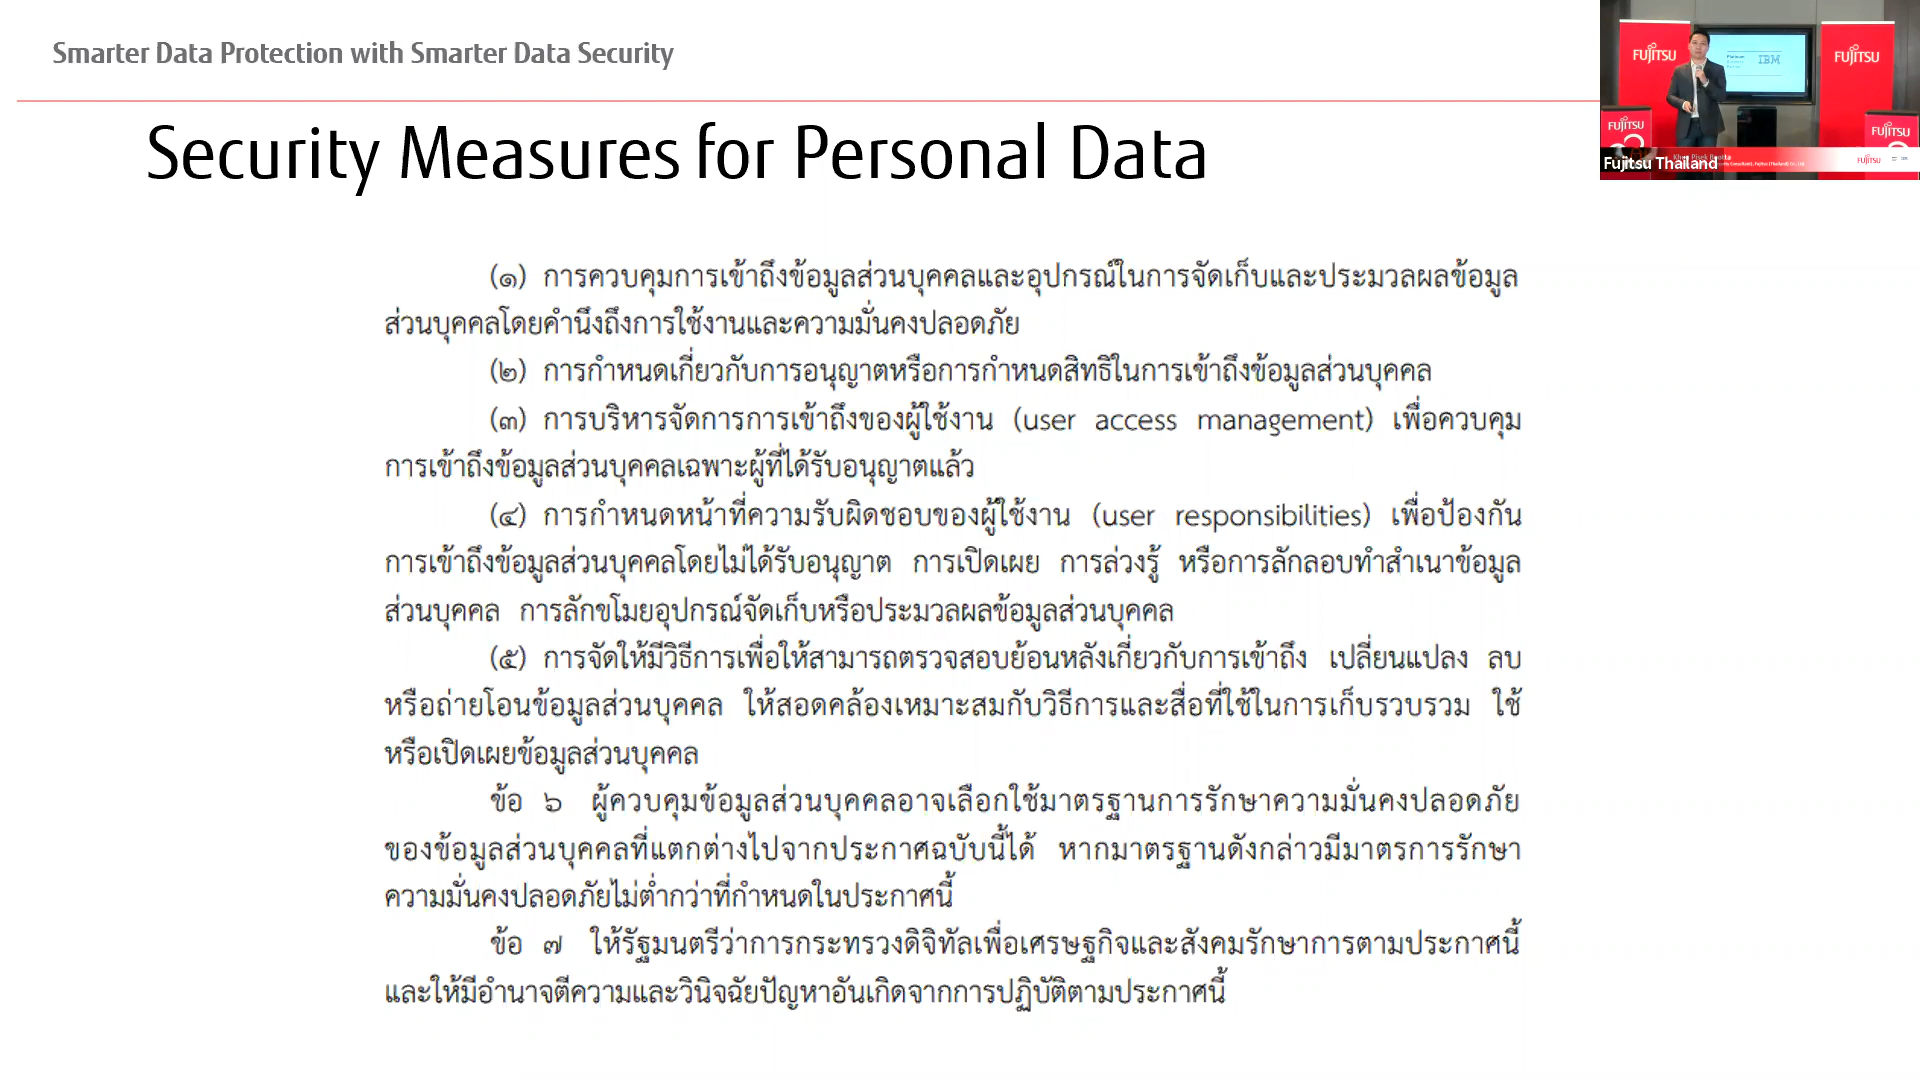 Smarter Data Protection with Smarter Data Security
Security Measures for Personal Data
(๑) การควบคุมการเข้าถึงข้อมูลส่วนบุคคลและอุปกรณ์ในการจัดเก็บและประมวลผลข้อมูล
ส่วนบุคคลโดยคำนึงถึงการใช้งานและความมั่นคงปลอดภัย
(๒) การกำหนดเกี่ยวกับการอนุญาตหรือการกำหนดสิทธิในการเข้าถึงข้อมูลส่วนบุคคล
(๓) การบริหารจัดการการเข้าถึงของผู้ใช้งาน (user access management) เพื่อควบคุม
การเข้าถึงข้อมูลส่วนบุคคลเฉพาะผู้ที่ได้รับอนุญาตแล้ว
(๔) การกำหนดหน้าที่ความรับผิดชอบของผู้ใช้งาน (user responsibilities) เพื่อป้องกัน
การเข้าถึงข้อมูลส่วนบุคคลโดยไม่ได้รับอนุญาต การเปิดเผย การล่วงรู้ หรือการลักลอบทำสำเนาข้อมูล
ส่วนบุคคล การลักขโมยอุปกรณ์จัดเก็บหรือประมวลผลข้อมูลส่วนบุคคล
(๕) การจัดให้มีวิธีการเพื่อให้สามารถตรวจสอบย้อนหลังเกี่ยวกับการเข้าถึง เปลี่ยนแปลง ลบ
หรือถ่ายโอนข้อมูลส่วนบุคคล ให้สอดคล้องเหมาะสมกับวิธีการและสื่อที่ใช้ในการเก็บรวบรวม ใช้
หรือเปิดเผยข้อมูลส่วนบุคคล
ข้อ ๖ ผู้ควบคุมข้อมูลส่วนบุคคลอาจเลือกใช้มาตรฐานการรักษาความมั่นคงปลอดภัย
ของข้อมูลส่วนบุคคลที่แตกต่างไปจากประกาศฉบับนี้ได้ หากมาตรฐานดังกล่าวมีมาตรการรักษา
ความมั่นคงปลอดภัยไม่ต่ำกว่าที่กำหนดในประกาศนี้
ข้อ ๗ ให้รัฐมนตรีว่าการกระทรวงดิจิทัลเพื่อเศรษฐกิจและสังคมรักษาการตามประกาศนี้
และให้มีอำนาจตีความและวินิจฉัยปัญหาอันเกิดจากการปฏิบัติตามประกาศนี้
FUJITSU
IBM
FUJITSU
FUJITSU
FUJITSU
Fujitsu Thailand
FUJITSU